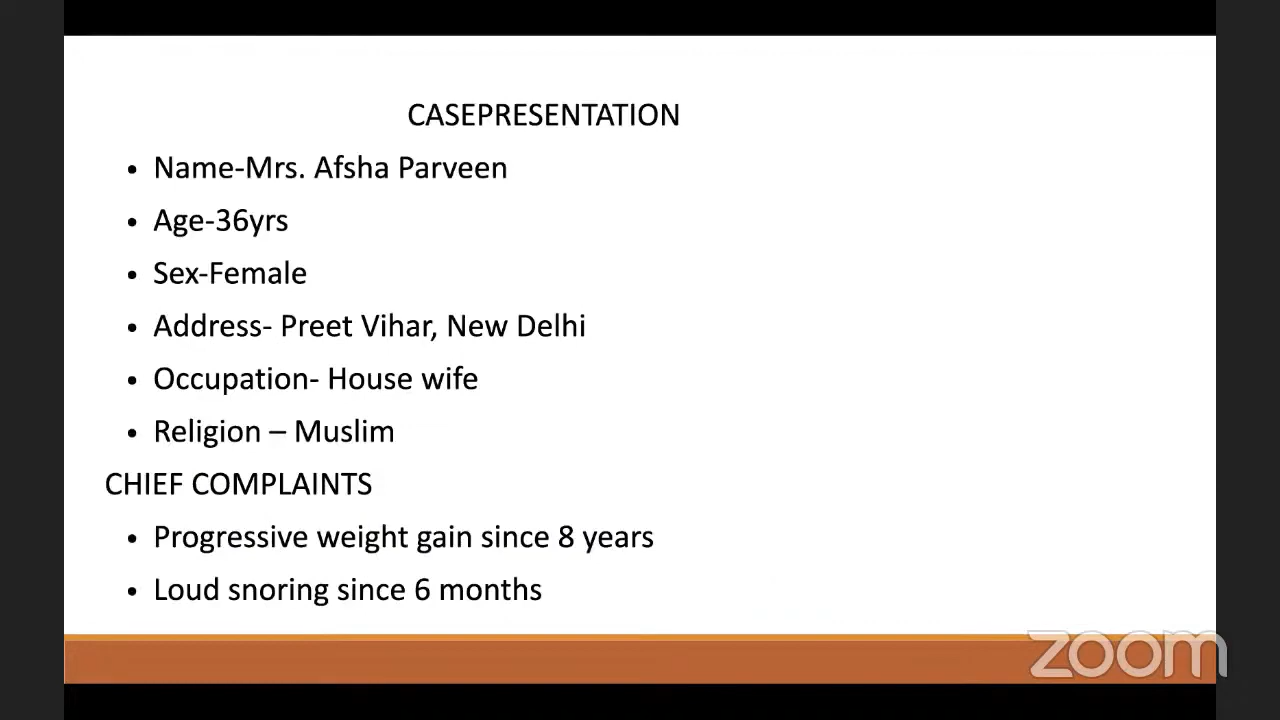 CASEPRESENTATION
• Name-Mrs. Afsha Parveen
• Age-36yrs
• Sex-Female
• Address- Preet Vihar, New Delhi
• Occupation- House wife
• Religion – Muslim
CHIEF COMPLAINTS
• Progressive weight gain since 8 years
• Loud snoring since 6 months
zoom